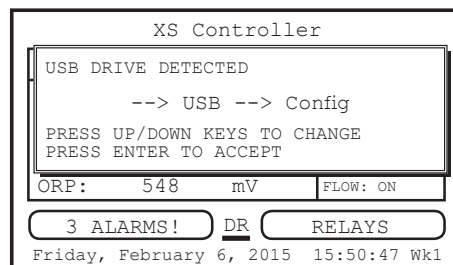 XS Controller
USB DRIVE DETECTED
--> USB --> Config
PRESS UP/DOWN KEYS TO CHANGE
PRESS ENTER TO ACCEPT
ORP: 548 mV FLOW: ON
3 ALARMS! DR RELAYS
Friday, February 6, 2015 15:50:47 Wk1